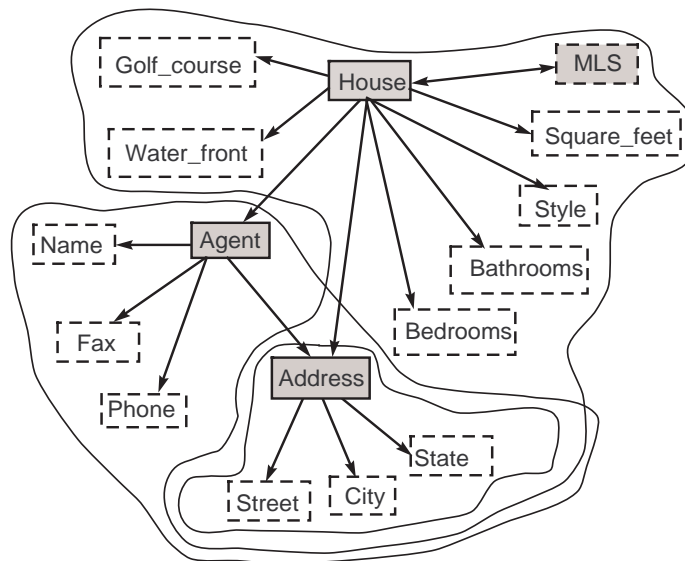 Golf_course
House
MLS
Water_front
Square_feet
Style
Name
Agent
Bathrooms
Fax
Bedrooms
Phone
Address
State
Street
City